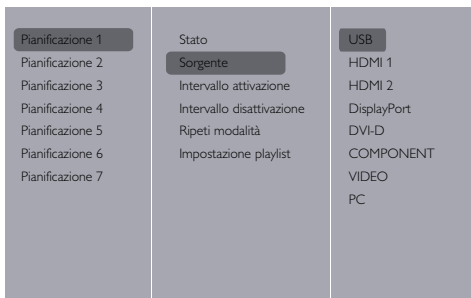 Pianificazione 1
Pianificazione 2
Pianificazione 3
Pianificazione 4
Pianificazione 5
Pianificazione 6
Pianificazione 7
Stato
Sorgente
Intervallo attivazione
Intervallo disattivazione
Ripeti modalità
Impostazione playlist
USB
HDMI 1
HDMI 2
DisplayPort
DVI-D
COMPONENT
VIDEO
PC